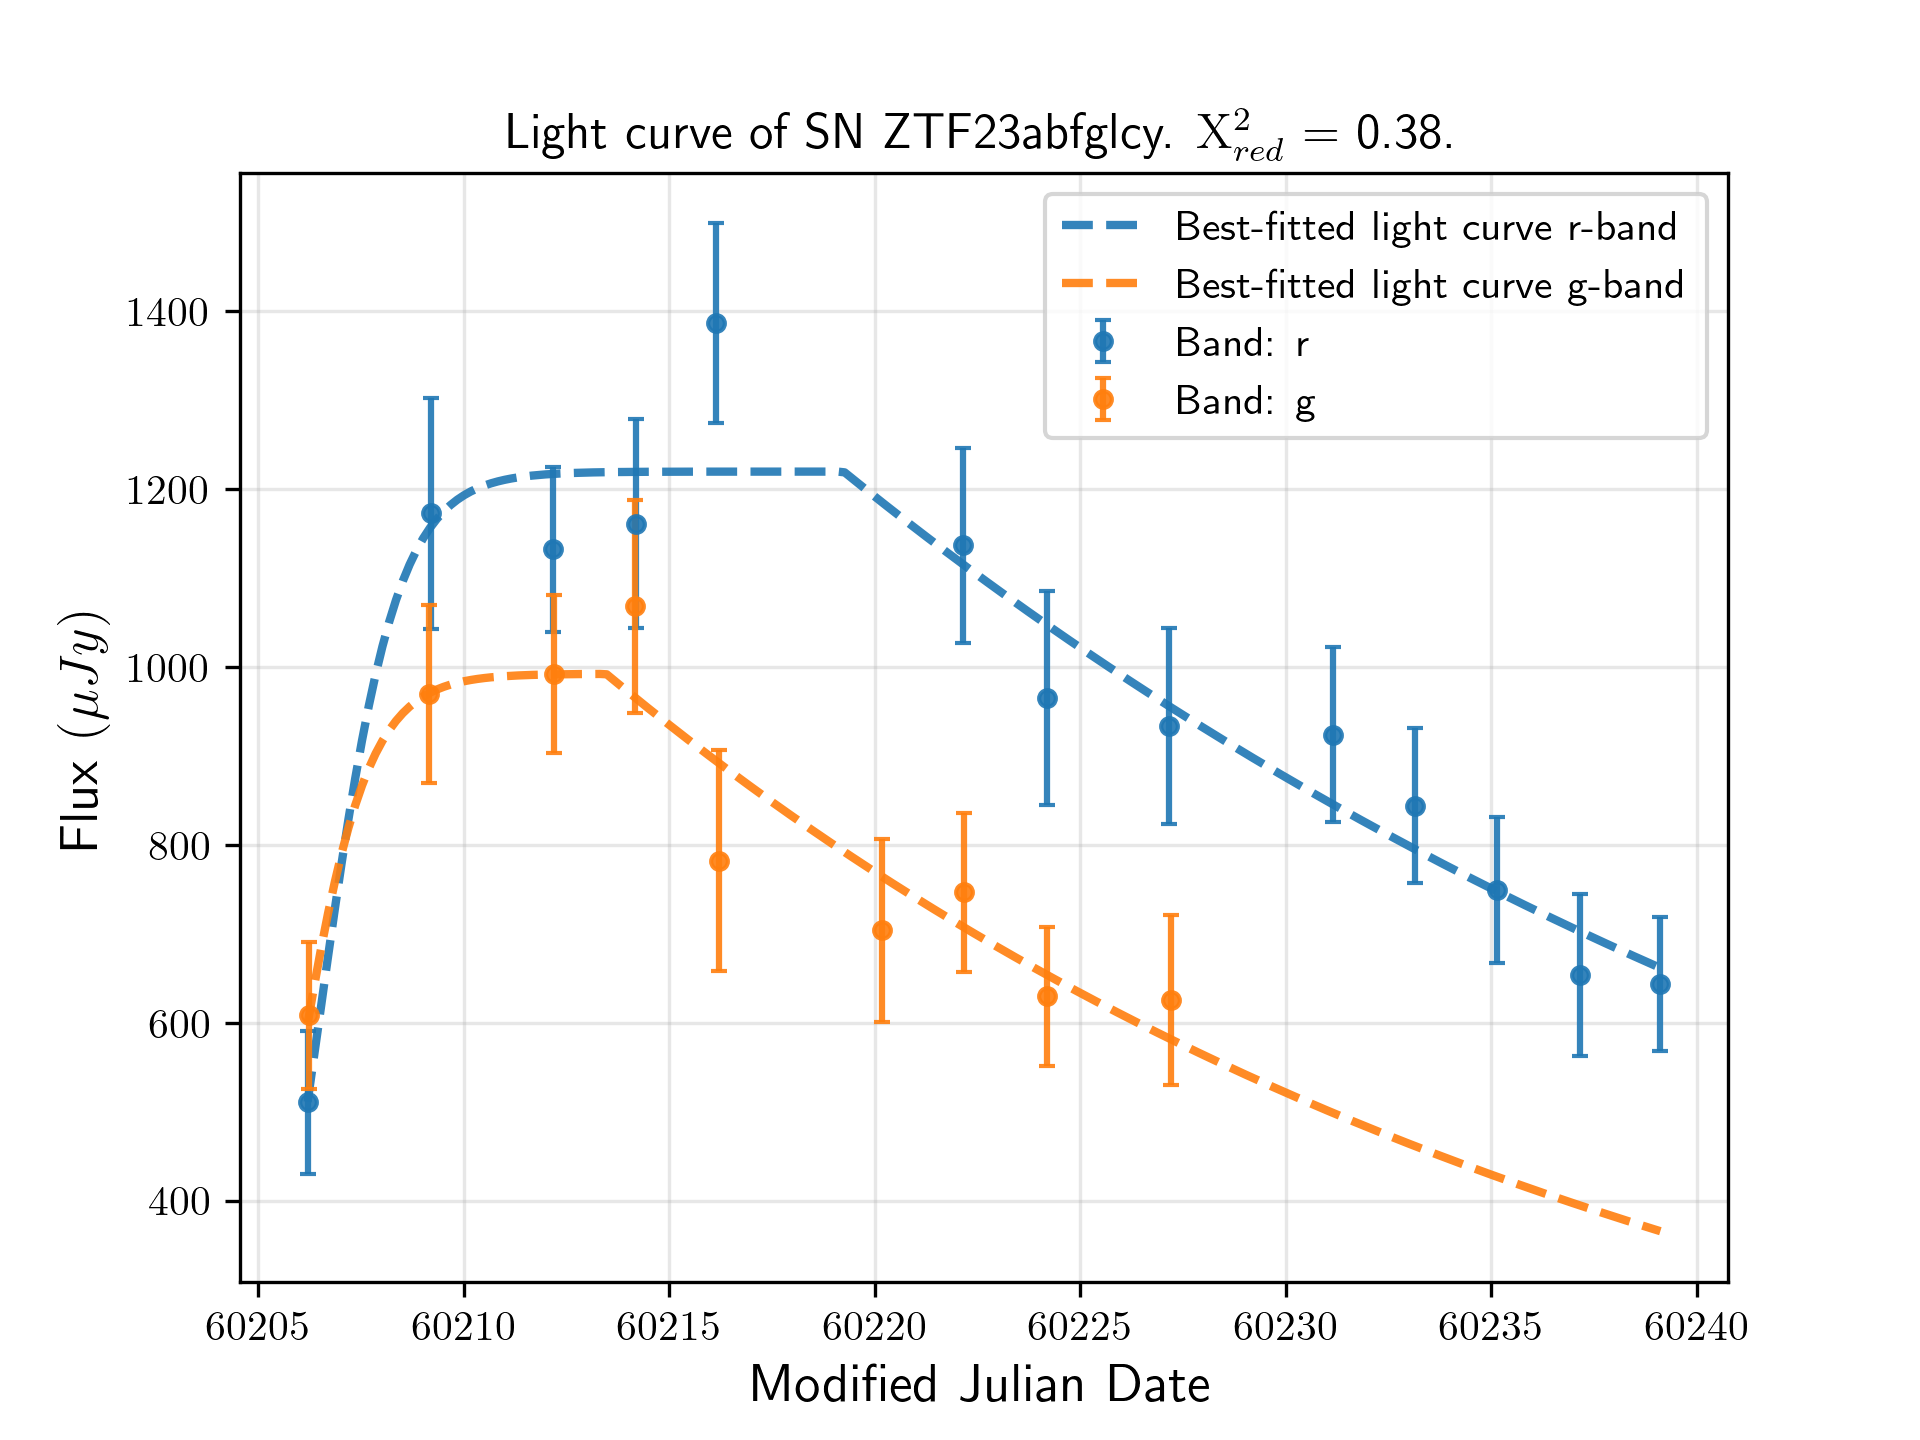 Light curve of SN ZTF23abfglcy. X²_red = 0.38.
Best-fitted light curve r-band
Best-fitted light curve g-band
Band: r
Band: g
Flux (μJy)
1400
1200
1000
800
600
400
60205 60210 60215 60220 60225 60230 60235 60240
Modified Julian Date